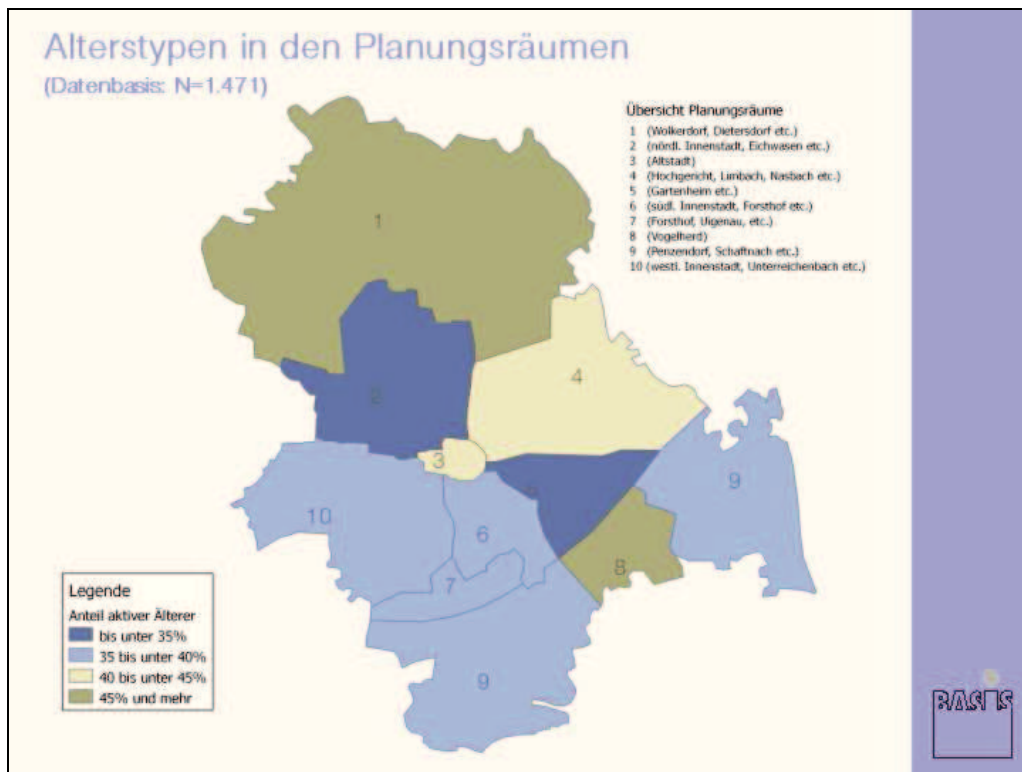 Alterstypen in den Planungsräumen
(Datenbasis: N=1.471)
Übersicht Planungsräume
1 (Wolkerdorf, Dietersdorf etc.)
2 (nördl. Innenstadt, Eichwasen etc.)
3 (Altstadt)
4 (Hochgericht, Limbach, Nasbach etc.)
5 (Gartenheim etc.)
6 (südl. Innenstadt, Forsthof etc.)
7 (Forsthof, Uigenau, etc.)
8 (Vogelherd)
9 (Penzendorf, Schaftnach etc.)
10 (westl. Innenstadt, Unterreichenbach etc.)
1
2
4
3
9
5
10
6
8
7
9
Legende
Anteil aktiver Älterer
bis unter 35%
35 bis unter 40%
40 bis unter 45%
45% und mehr
BASIS